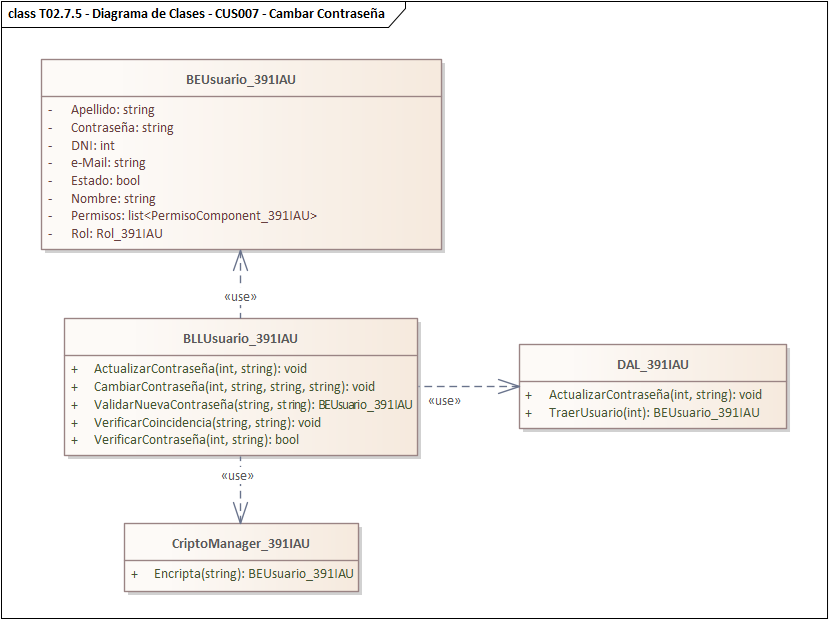 class T02.7.5 - Diagrama de Clases - CUS007 - Cambar Contraseña
BEUsuario_391IAU
- Apellido: string
- Contraseña: string
- DNI: int
- e-Mail: string
- Estado: bool
- Nombre: string
- Permisos: list<PermisoComponent_391IAU>
- Rol: Rol_391IAU
«use»
BLLUsuario_391IAU
+ ActualizarContraseña(int, string): void
+ CambiarContraseña(int, string, string, string): void
+ ValidarNuevaContraseña(string, string): BEUsuario_391IAU
+ VerificarCoincidencia(string, string): void
+ VerificarContraseña(int, string): bool
«use»
DAL_391IAU
+ ActualizarContraseña(int, string): void
+ TraerUsuario(int): BEUsuario_391IAU
«use»
CriptoManager_391IAU
+ Encripta(string): BEUsuario_391IAU